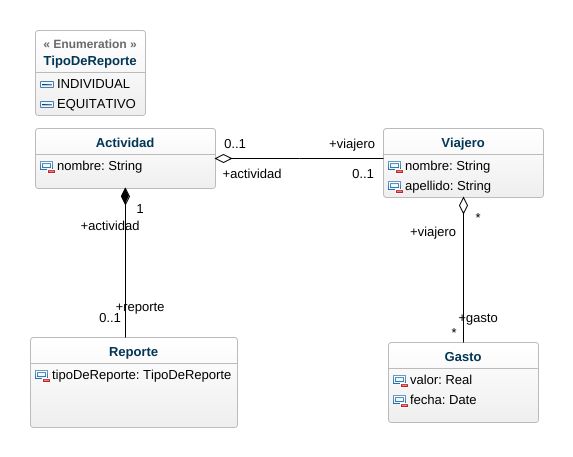 « Enumeration »
TipoDeReporte
INDIVIDUAL
EQUITATIVO
Actividad
nombre: String
0..1
+viajero
+actividad
0..1
Viajero
nombre: String
apellido: String
1
+actividad
*
+viajero
+reporte
0..1
+gasto
*
Reporte
tipoDeReporte: TipoDeReporte
Gasto
valor: Real
fecha: Date